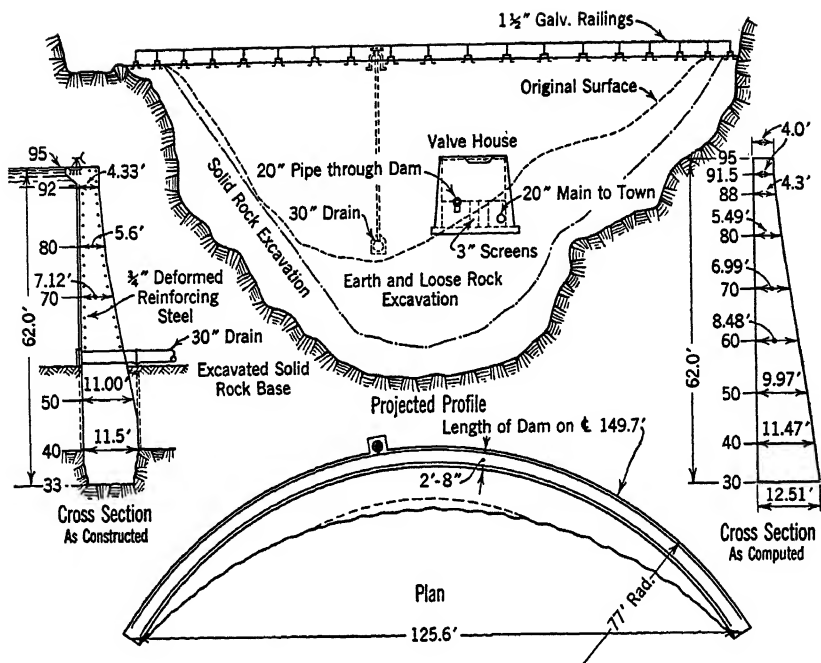 1½" Galv. Railings
Original Surface
Valve House
20" Pipe through Dam
20" Main to Town
30" Drain
3" Screens
Solid Rock Excavation
Earth and Loose Rock
Excavation
Projected Profile
95
4.33'
92
80
5.6'
7.12'
70
¾" Deformed
Reinforcing
Steel
62.0'
30" Drain
Excavated Solid
Rock Base
11.00'
50
11.5'
40
33
Cross Section
As Constructed
4.0'
95
91.5
4.3'
88
5.49'
80
6.99'
70
8.48'
60
62.0'
9.97'
50
11.47'
40
30
12.51'
Cross Section
As Computed
Length of Dam on ℄ 149.7'
2'-8"
77' Rad.
Plan
125.6'